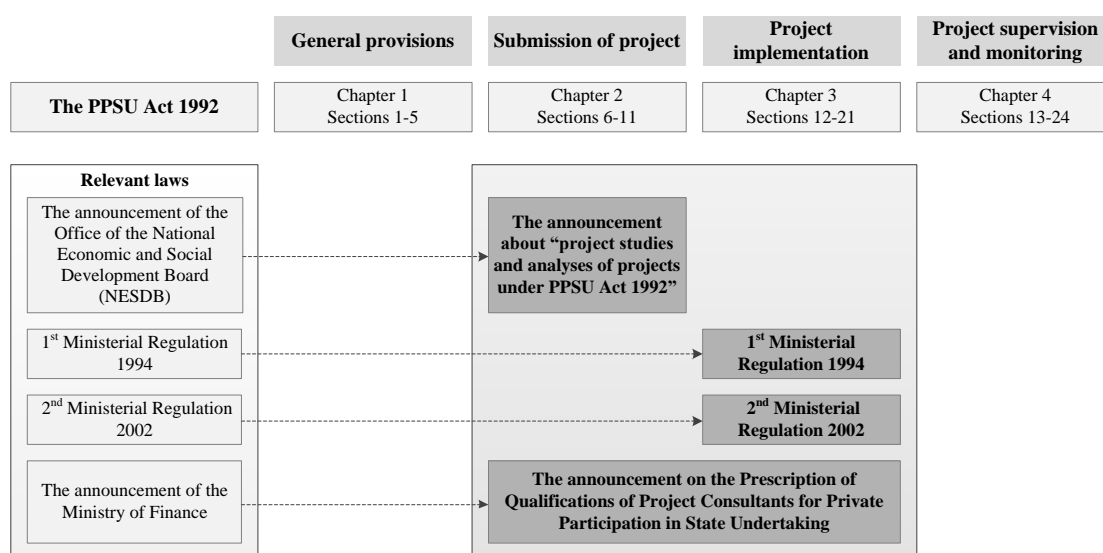 General provisions
Submission of project
Project
implementation
Project supervision
and monitoring
The PPSU Act 1992
Chapter 1
Sections 1-5
Chapter 2
Sections 6-11
Chapter 3
Sections 12-21
Chapter 4
Sections 13-24
Relevant laws
The announcement of the
Office of the National
Economic and Social
Development Board
(NESDB)
The announcement
about “project studies
and analyses of projects
under PPSU Act 1992”
1st Ministerial Regulation
1994
1st Ministerial
Regulation 1994
2nd Ministerial Regulation
2002
2nd Ministerial
Regulation 2002
The announcement of the
Ministry of Finance
The announcement on the Prescription of
Qualifications of Project Consultants for Private
Participation in State Undertaking